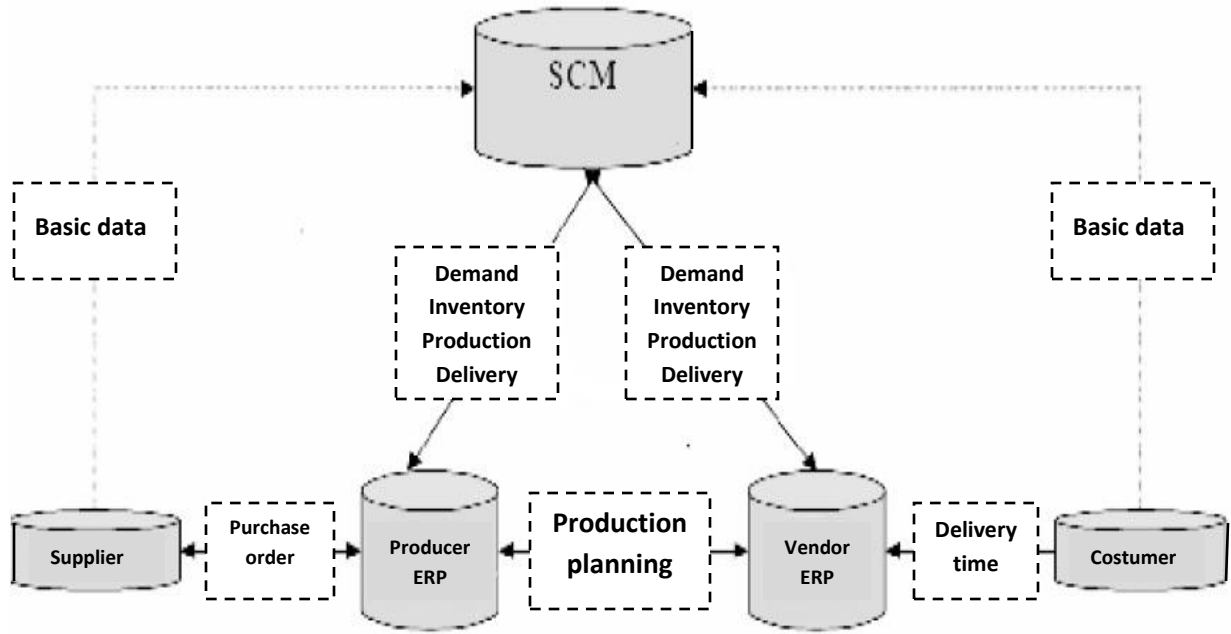 SCM
Basic data
Basic data
Demand
Inventory
Production
Delivery
Demand
Inventory
Production
Delivery
Supplier
Purchase
order
Producer
ERP
Production
planning
Vendor
ERP
Delivery
time
Costumer